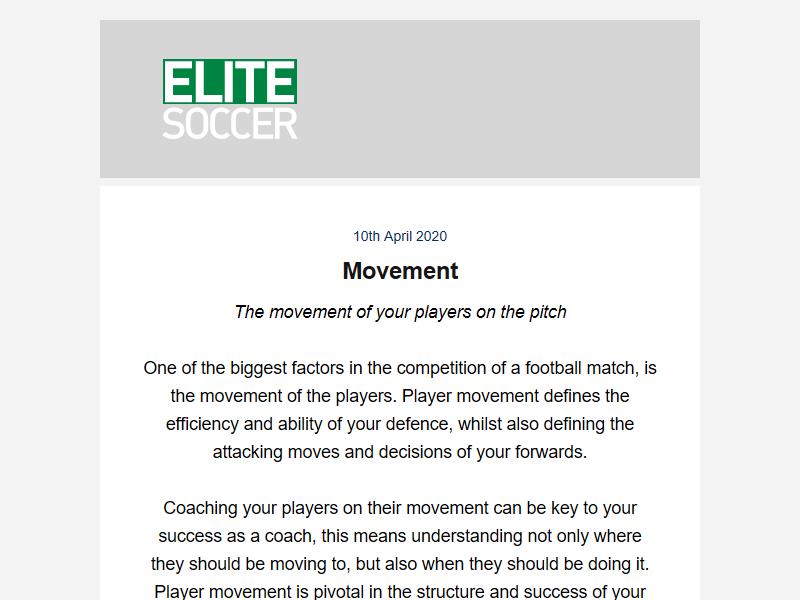 ELITE
SOCCER
10th April 2020
Movement
The movement of your players on the pitch
One of the biggest factors in the competition of a football match, is
the movement of the players. Player movement defines the
efficiency and ability of your defence, whilst also defining the
attacking moves and decisions of your forwards.
Coaching your players on their movement can be key to your
success as a coach, this means understanding not only where
they should be moving to, but also when they should be doing it.
Player movement is pivotal in the structure and success of your